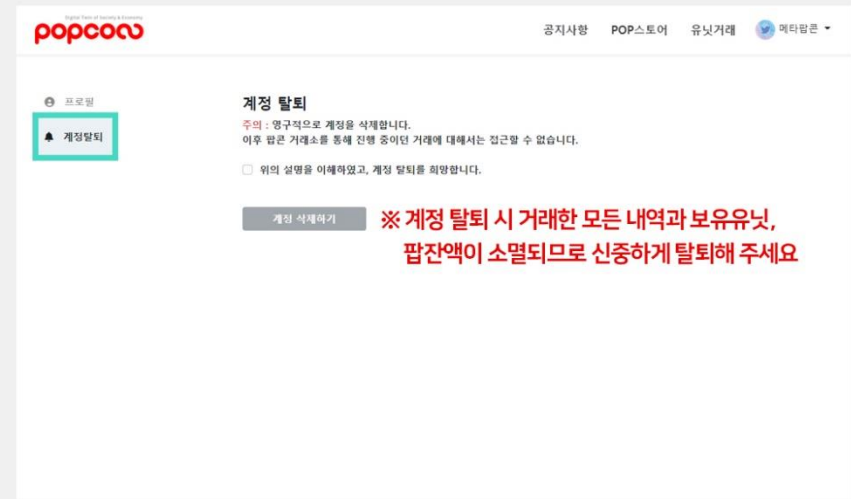 Digital Twin of Society & Economy
popcon
공지사항 POP스토어 유닛거래 메타팝콘
프로필
계정탈퇴
계정 탈퇴
주의 : 영구적으로 계정을 삭제합니다.
이후 팝콘 거래소를 통해 진행 중이던 거래에 대해서는 접근할 수 없습니다.
위의 설명을 이해하였고, 계정 탈퇴를 희망합니다.
계정 삭제하기
※ 계정 탈퇴 시 거래한 모든 내역과 보유유닛,
팝잔액이 소멸되므로 신중하게 탈퇴해 주세요